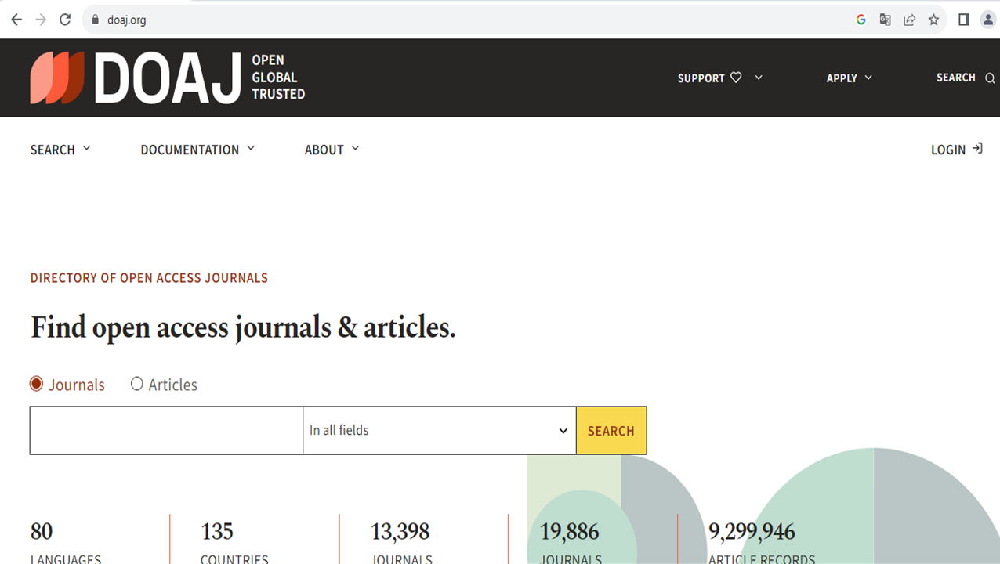 doaj.org
DOAJ
OPEN
GLOBAL
TRUSTED
SUPPORT
APPLY
SEARCH
SEARCH
DOCUMENTATION
ABOUT
LOGIN
DIRECTORY OF OPEN ACCESS JOURNALS
Find open access journals & articles.
Journals
Articles
In all fields
SEARCH
80
135
13,398
19,886
9,299,946
LANGUAGES
COUNTRIES
JOURNALS
JOURNALS
ARTICLE RECORDS